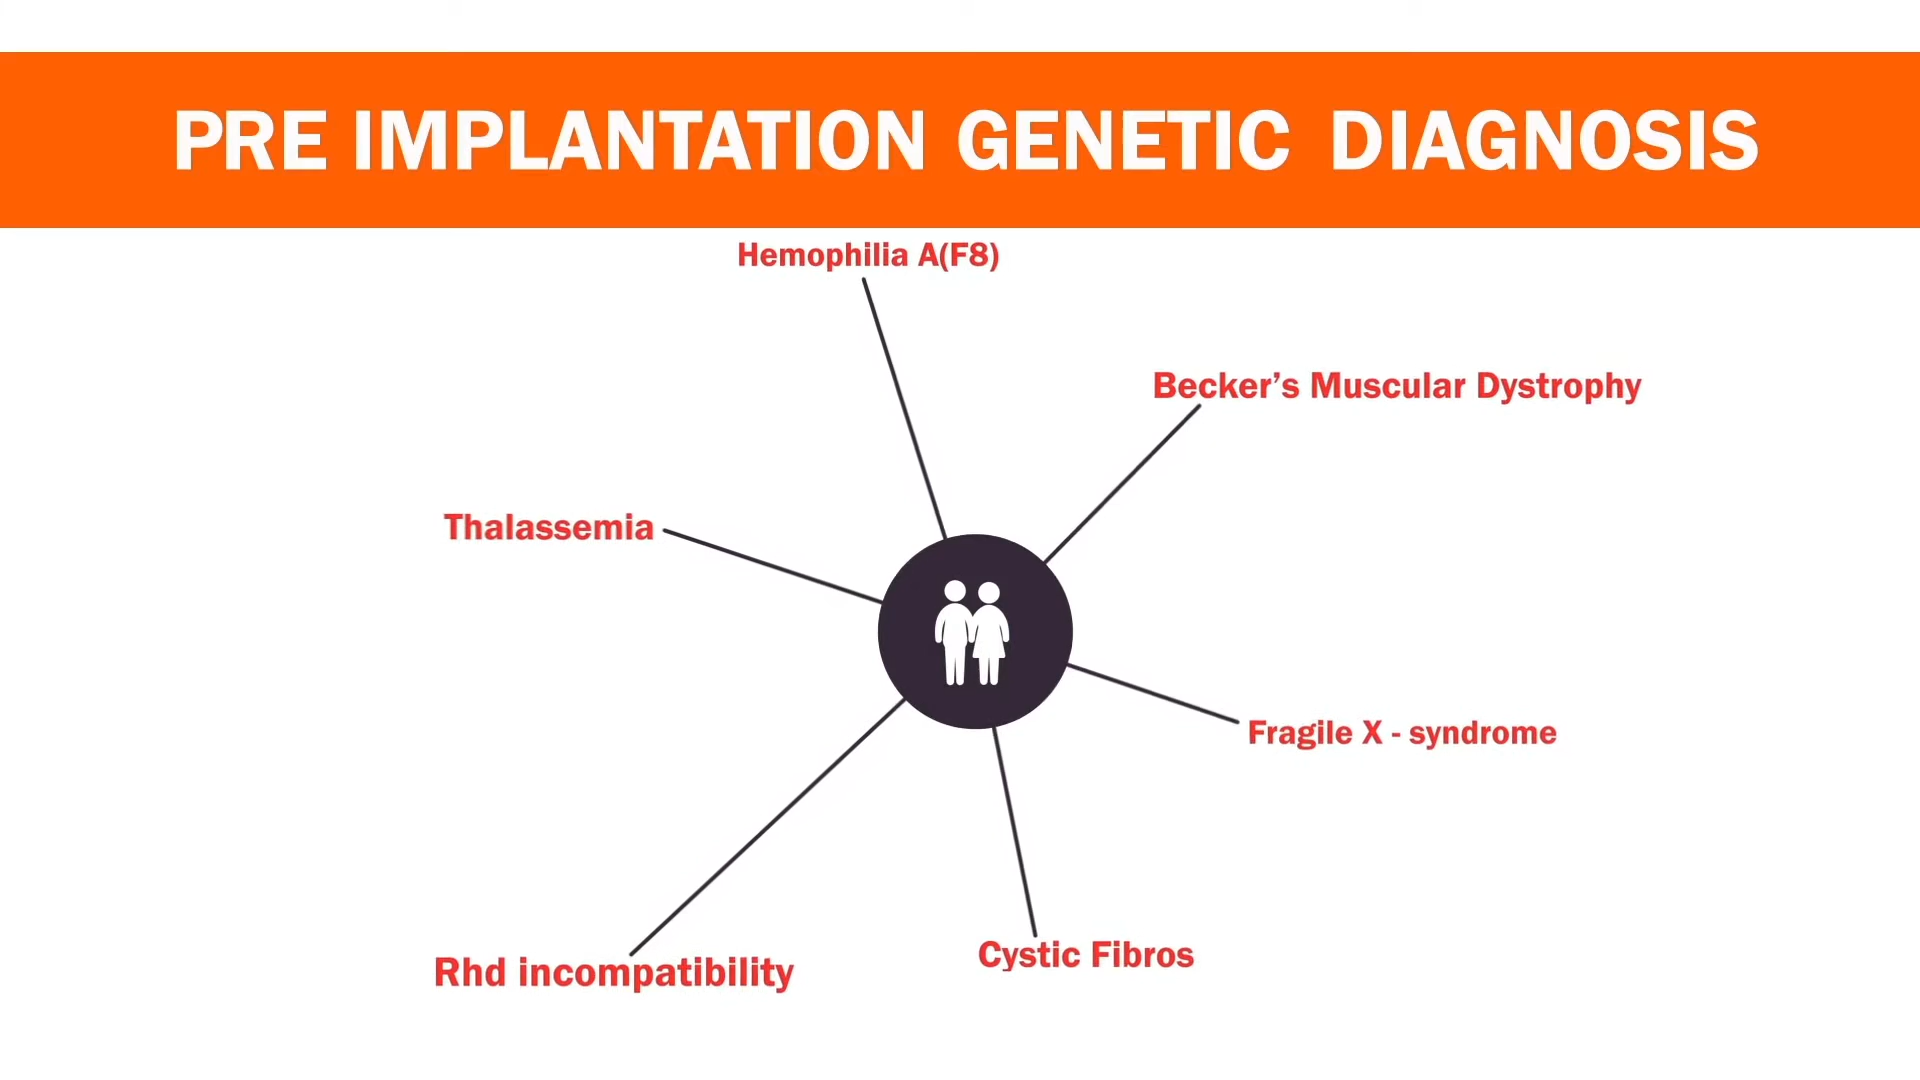 PRE IMPLANTATION GENETIC DIAGNOSIS
Hemophilia A(F8)
Becker's Muscular Dystrophy
Thalassemia
Fragile X - syndrome
Cystic Fibros
Rhd incompatibility